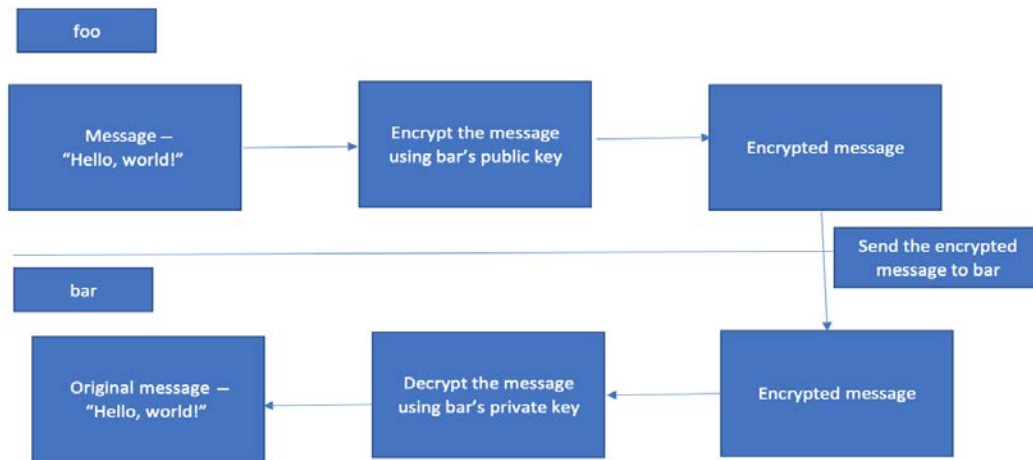 foo
Message –
“Hello, world!”
Encrypt the message
using bar’s public key
Encrypted message
Send the encrypted
message to bar
bar
Encrypted message
Decrypt the message
using bar’s private key
Original message –
“Hello, world!”